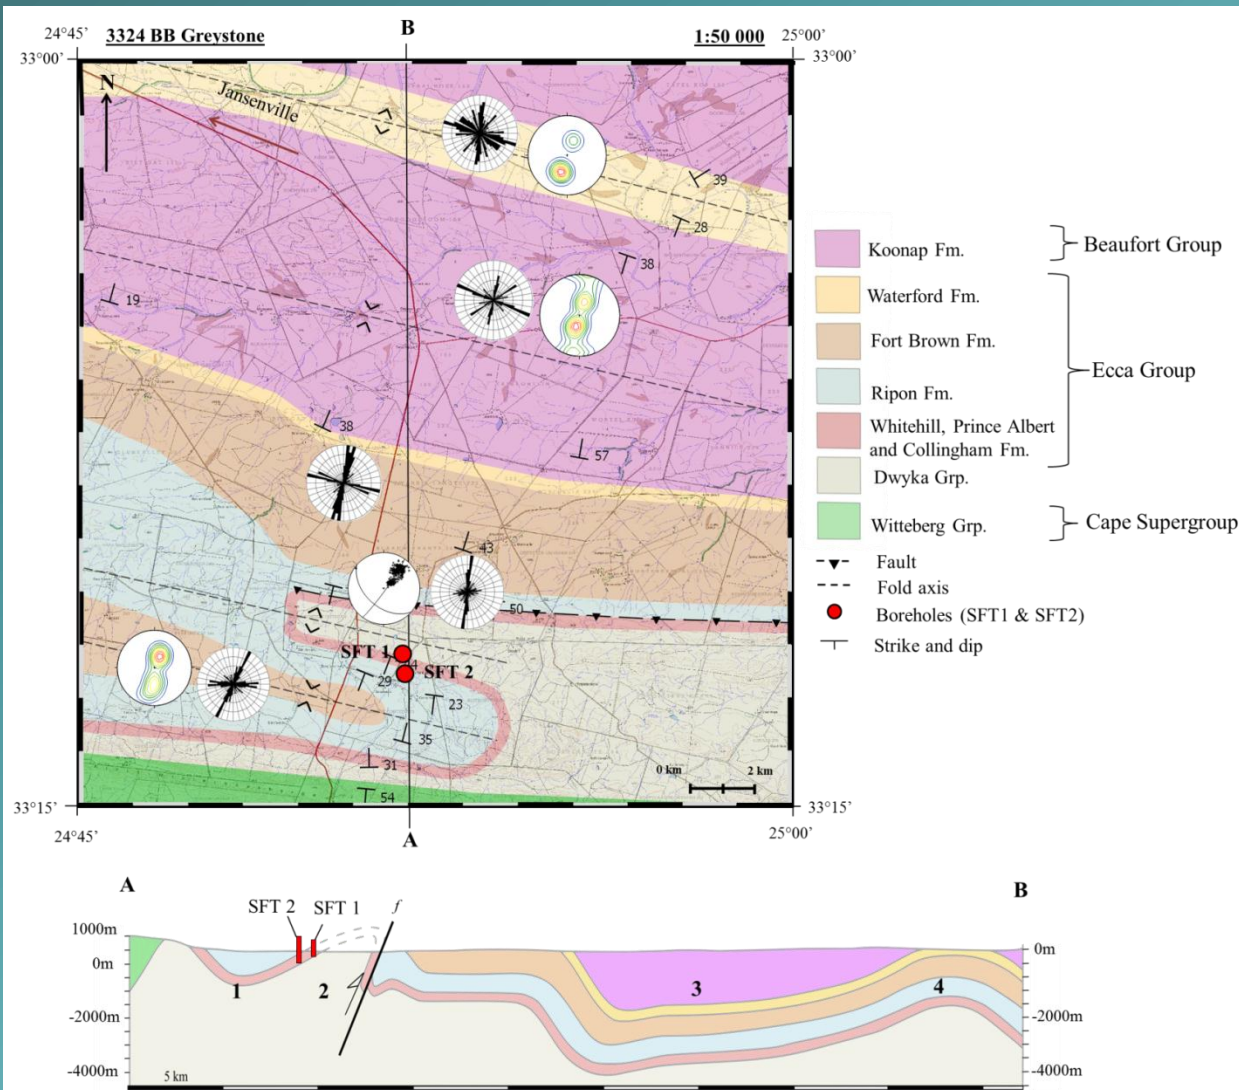 B
24°45'
3324 BB Greystone
1:50 000
25°00'
33°00'
33°00'
N
Jansenville
39
28
38
19
38
57
43
50
SFT 1
SFT 2
29
23
35
31
54
0 km
2 km
33°15'
33°15'
24°45'
25°00'
A
Koonap Fm.
Beaufort Group
Waterford Fm.
Fort Brown Fm.
Ecca Group
Ripon Fm.
Whitehill, Prince Albert
and Collingham Fm.
Dwyka Grp.
Witteberg Grp.
Cape Supergroup
Fault
Fold axis
Boreholes (SFT1 & SFT2)
Strike and dip
A
B
SFT 2
SFT 1
f
1000m
0m
-2000m
-4000m
0m
-2000m
-4000m
1
2
3
4
5 km